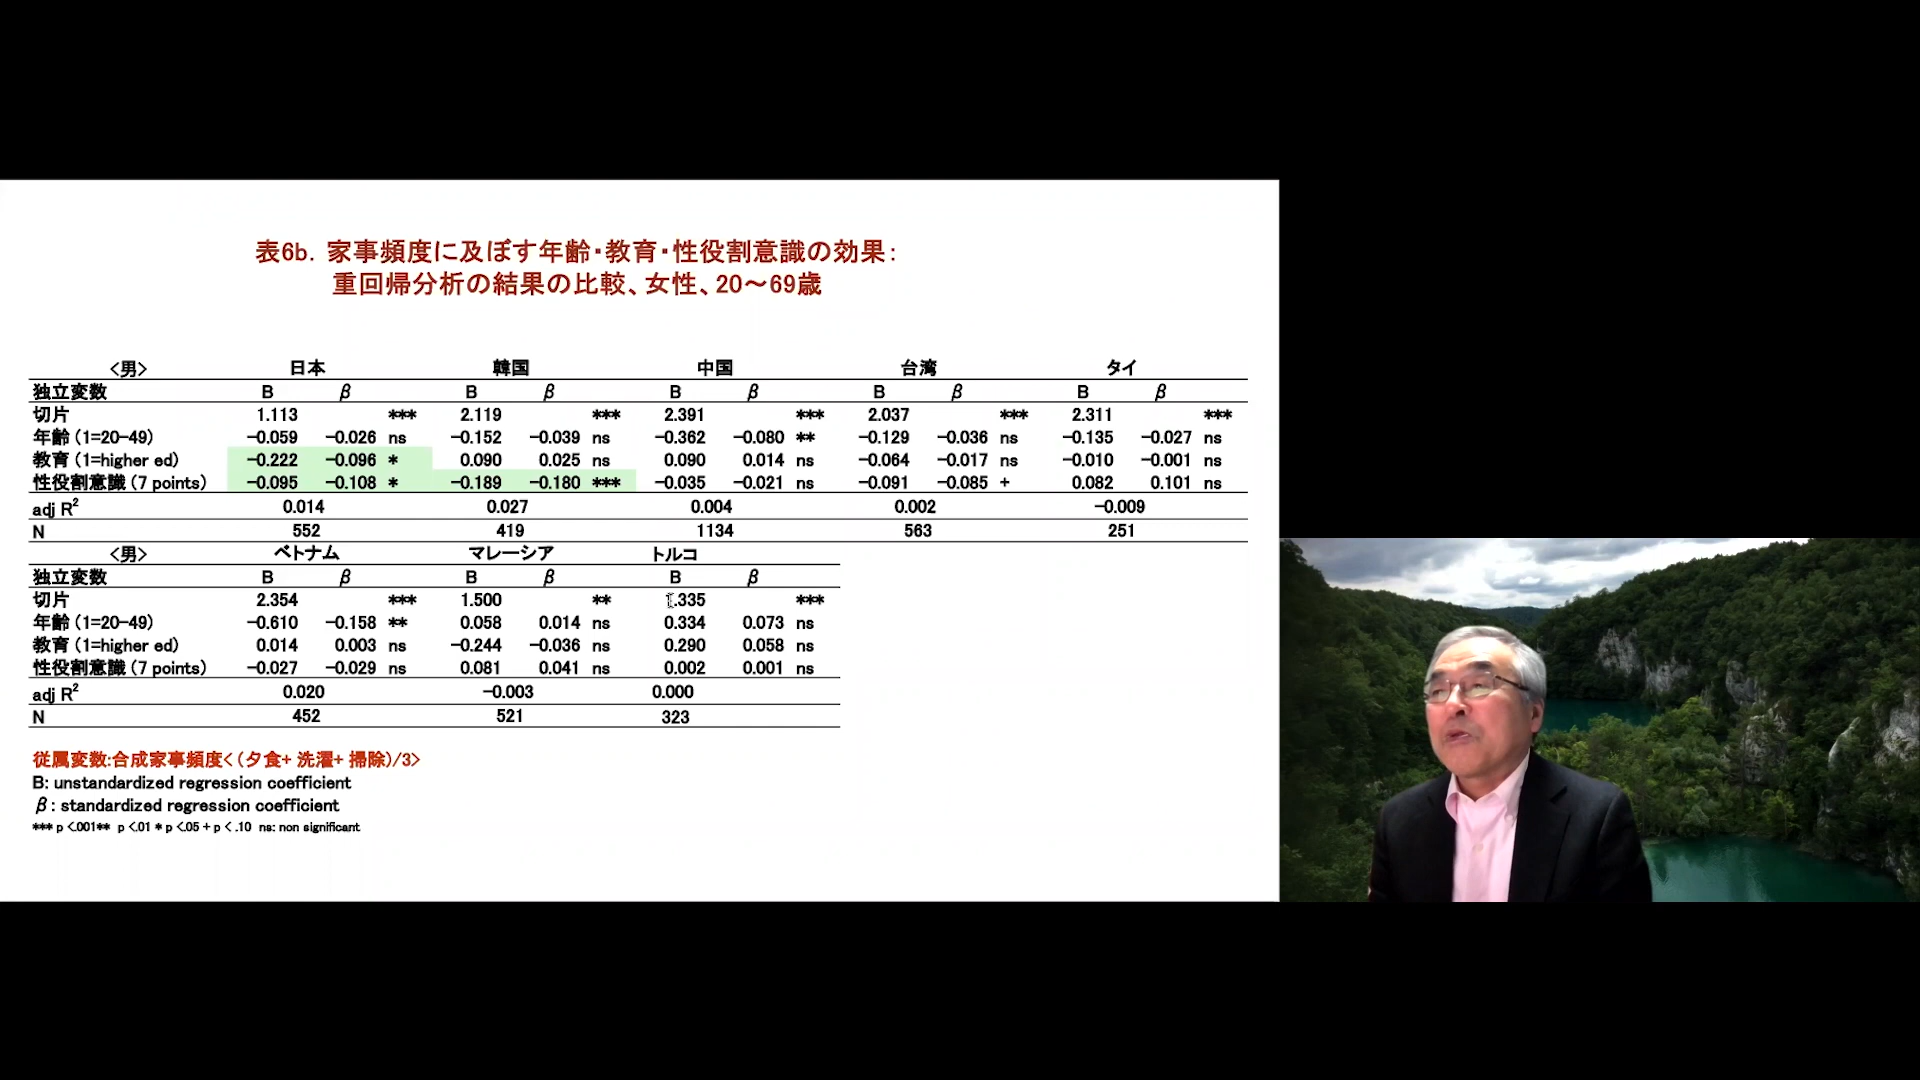 表6b. 家事頻度に及ぼす年齢・教育・性役割意識の効果:
重回帰分析の結果の比較、女性、20～69歳
<男> 日本 韓国 中国 台湾 タイ
独立変数 B β B β B β B β B β
切片 1.113 *** 2.119 *** 2.391 *** 2.037 *** 2.311 ***
年齢 (1=20-49) -0.059 -0.026 ns -0.152 -0.039 ns -0.362 -0.080 ** -0.129 -0.036 ns -0.135 -0.027 ns
教育 (1=higher ed) -0.222 -0.096 * 0.090 0.025 ns 0.090 0.014 ns -0.064 -0.017 ns -0.010 -0.001 ns
性役割意識 (7 points) -0.095 -0.108 * -0.189 -0.180 *** -0.035 -0.021 ns -0.091 -0.085 + 0.082 0.101 ns
adj R² 0.014 0.027 0.004 0.002 -0.009
N 552 419 1134 563 251
<男> ベトナム マレーシア トルコ
独立変数 B β B β B β
切片 2.354 *** 1.500 ** .335 ***
年齢 (1=20-49) -0.610 -0.158 ** 0.058 0.014 ns 0.334 0.073 ns
教育 (1=higher ed) 0.014 0.003 ns -0.244 -0.036 ns 0.290 0.058 ns
性役割意識 (7 points) -0.027 -0.029 ns 0.081 0.041 ns 0.002 0.001 ns
adj R² 0.020 -0.003 0.000
N 452 521 323
従属変数:合成家事頻度<(夕食+ 洗濯+ 掃除)/3>
B: unstandardized regression coefficient
β: standardized regression coefficient
*** p <.001** p <.01 * p <.05 + p < .10 ns: non significant